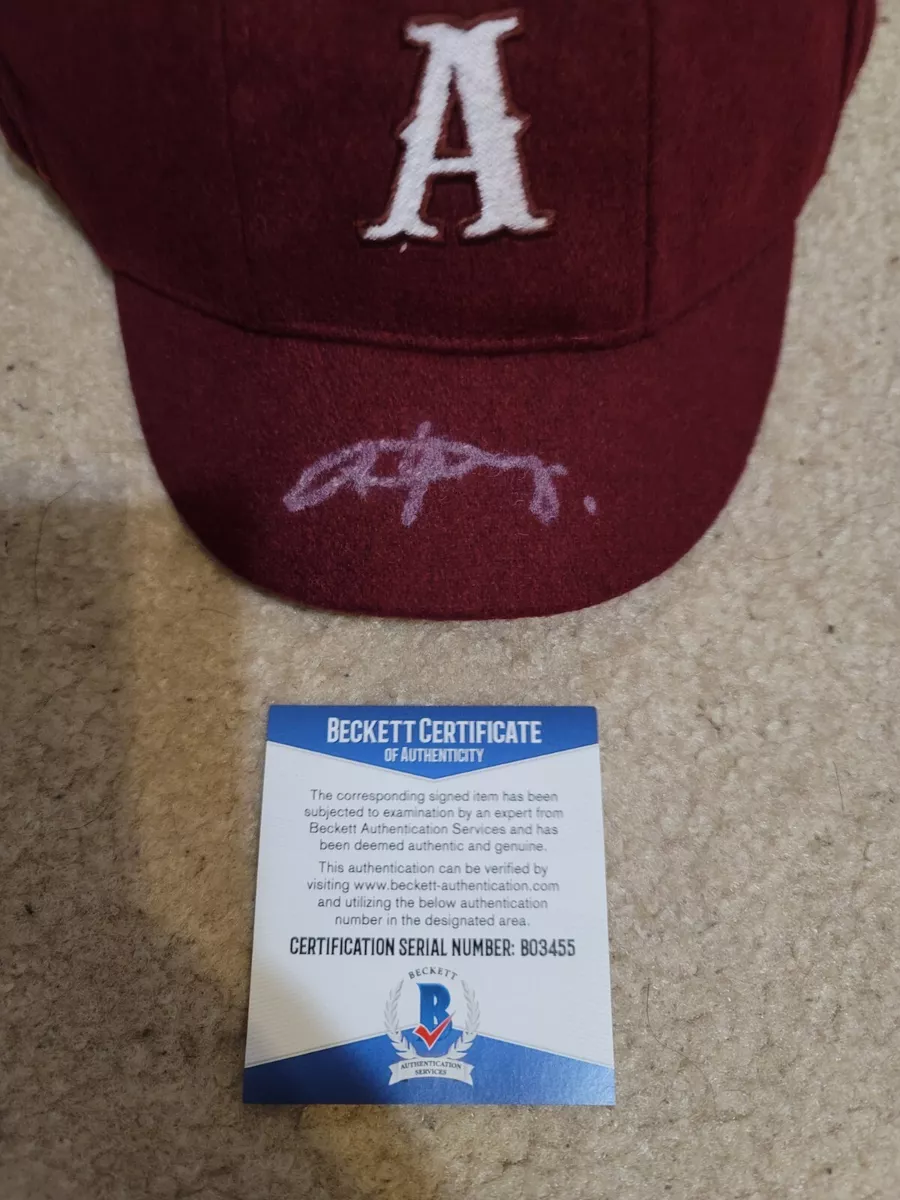 A
BECKETT CERTIFICATE
OF AUTHENTICITY
The corresponding signed item has been
subjected to examination by an expert from
Beckett Authentication Services and has
been deemed authentic and genuine.
This authentication can be verified by
visiting www.beckett-authentication.com
and utilizing the below authentication
number in the designated area.
CERTIFICATION SERIAL NUMBER: B03455
BECKETT
B
AUTHENTICATION
SERVICES